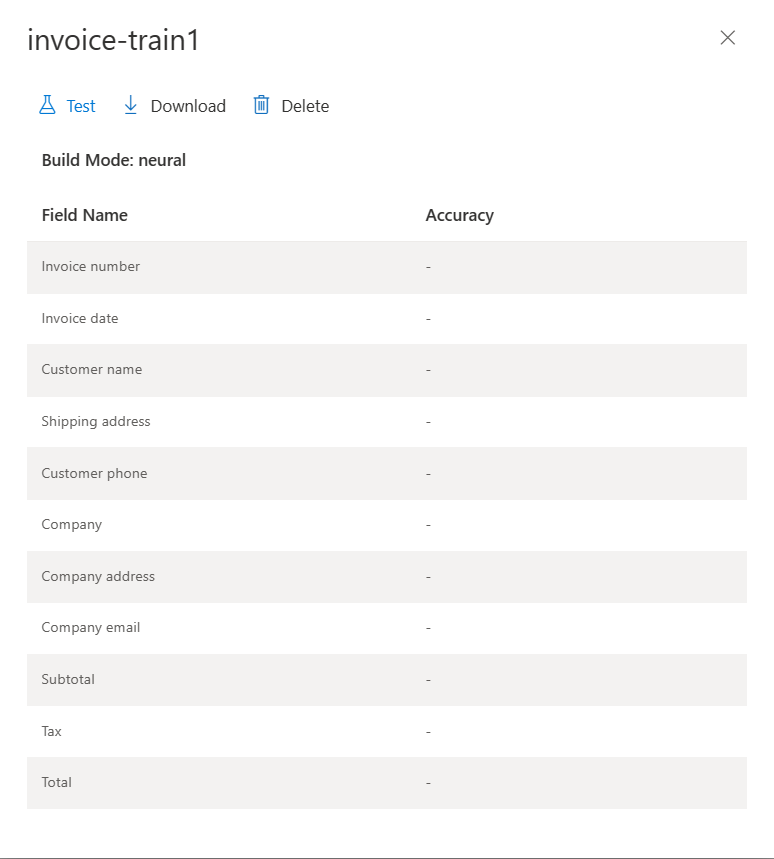 invoice-train1
Test Download Delete
Build Mode: neural
Field Name Accuracy
Invoice number -
Invoice date -
Customer name -
Shipping address -
Customer phone -
Company -
Company address -
Company email -
Subtotal -
Tax -
Total -